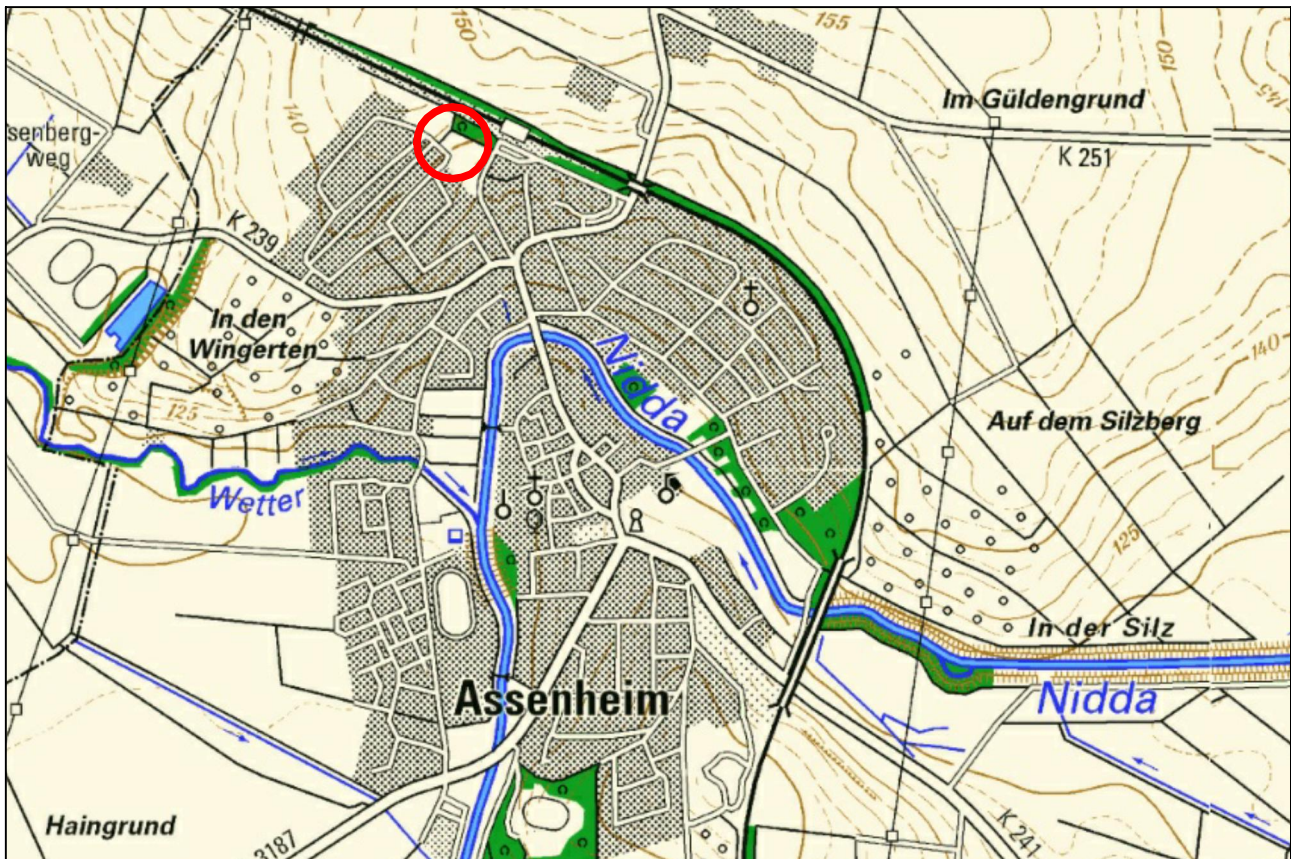 155
150
150
145
140
Im Güldengrund
senberg-
weg
K 251
K 239
In den
Wingerten
Nidda
140
125
Auf dem Silzberg
Wetter
125
In der Silz
Assenheim
Nidda
Haingrund
3187
K 241